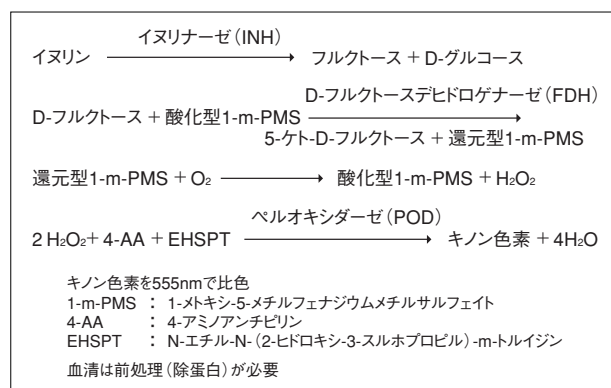 イヌリナーゼ(INH)
イヌリン フルクトース + D-グルコース
D-フルクトースデヒドロゲナーゼ(FDH)
D-フルクトース + 酸化型1-m-PMS
5-ケト-D-フルクトース + 還元型1-m-PMS
還元型1-m-PMS + O₂ 酸化型1-m-PMS + H₂O₂
ペルオキシダーゼ(POD)
2 H₂O₂ + 4-AA + EHSPT キノン色素 + 4H₂O
キノン色素を555nmで比色
1-m-PMS : 1-メトキシ-5-メチルフェナジウムメチルサルフェイト
4-AA : 4-アミノアンチピリン
EHSPT : N-エチル-N-(2-ヒドロキシ-3-スルホプロピル)-m-トルイジン
血清は前処理(除蛋白)が必要